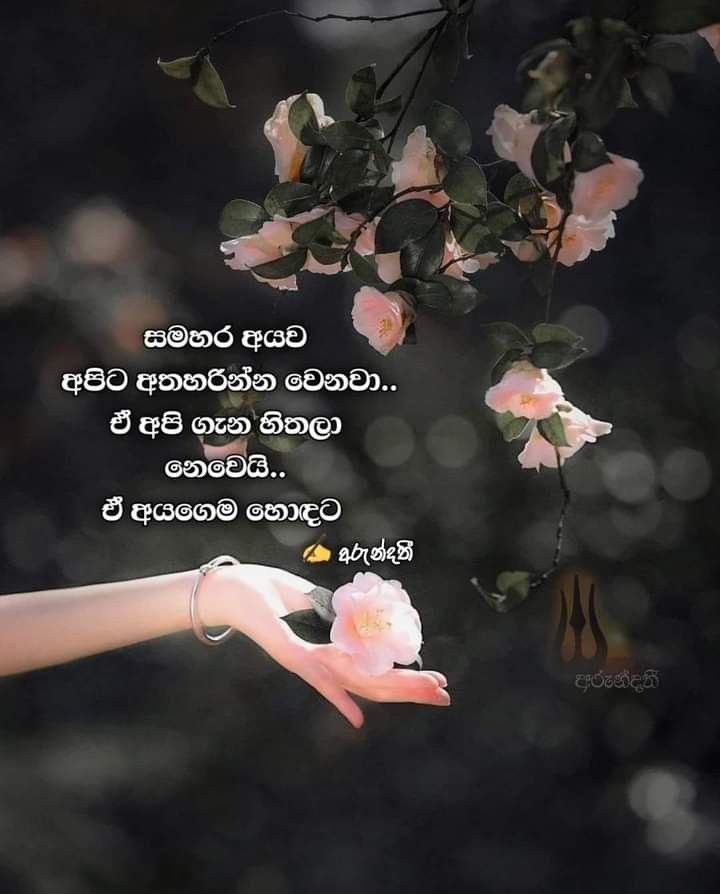 සමහර අයව
අපිට අතහරින්න වෙනවා..
ඒ අපි ගැන හිතලා
නෙවෙයි..
ඒ අයගෙම හොඳට
✍️ අරුන්දතී
අරුන්දතී